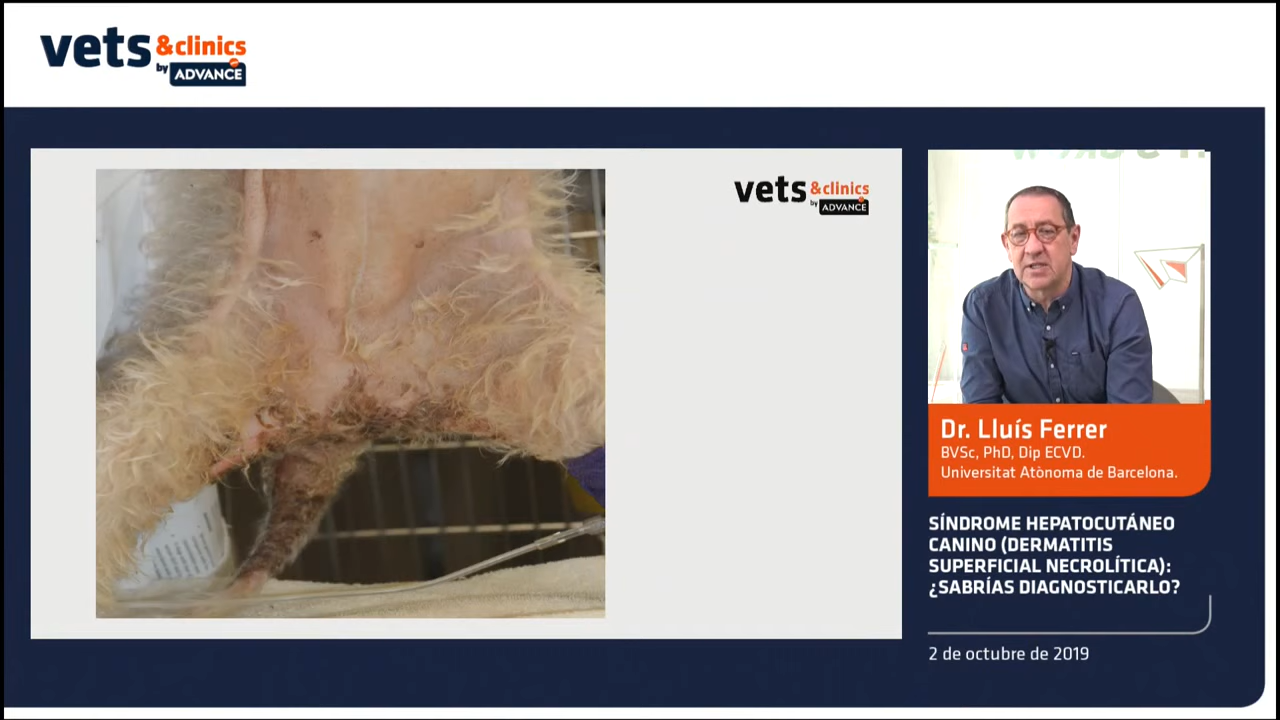 vets &clinics
by ADVANCE
vets &clinics
by ADVANCE
Dr. Lluís Ferrer
BVSc, PhD, Dip ECVD.
Universitat Autònoma de Barcelona.
SÍNDROME HEPATOCUTÁNEO
CANINO (DERMATITIS
SUPERFICIAL NECROLÍTICA):
¿SABRÍAS DIAGNOSTICARLO?
2 de octubre de 2019